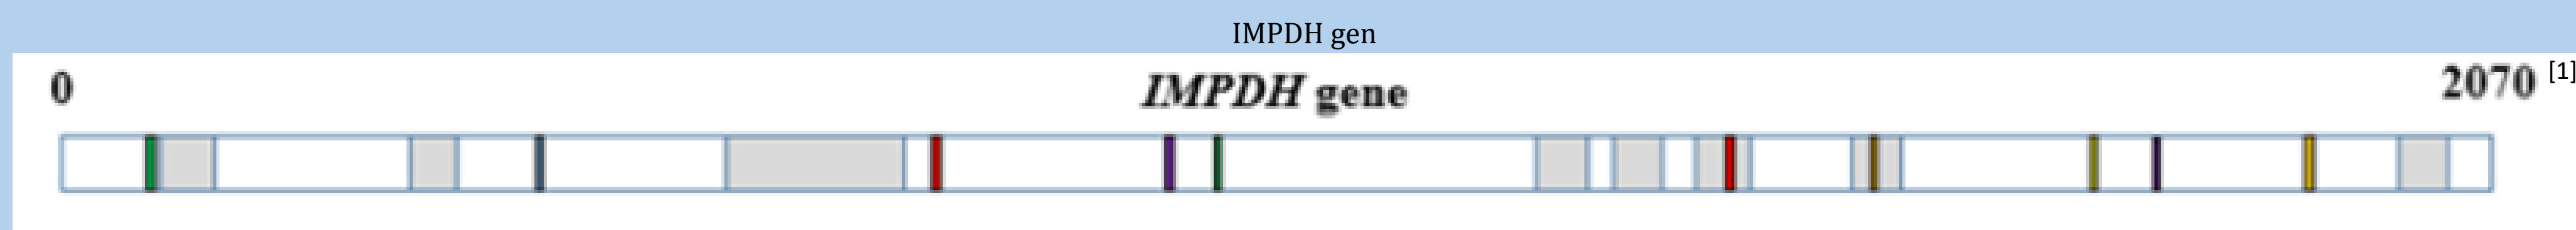 IMPDH gen
0 IMPDH gene 2070 [1]